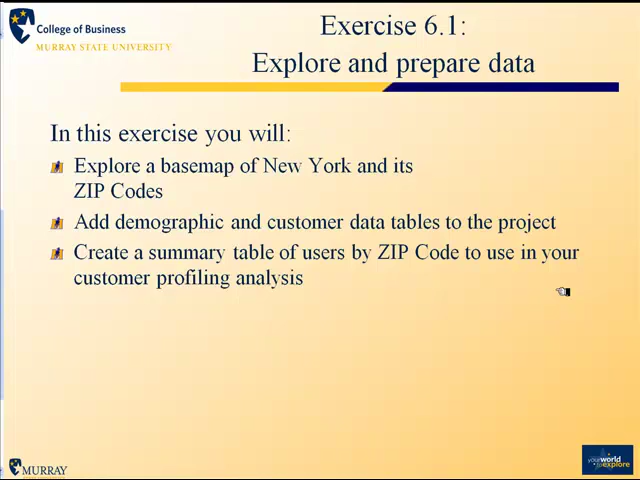 College of Business
MURRAY STATE UNIVERSITY
Exercise 6.1:
Explore and prepare data
In this exercise you will:
Explore a basemap of New York and its
ZIP Codes
Add demographic and customer data tables to the project
Create a summary table of users by ZIP Code to use in your
customer profiling analysis
MURRAY
your world
to explore